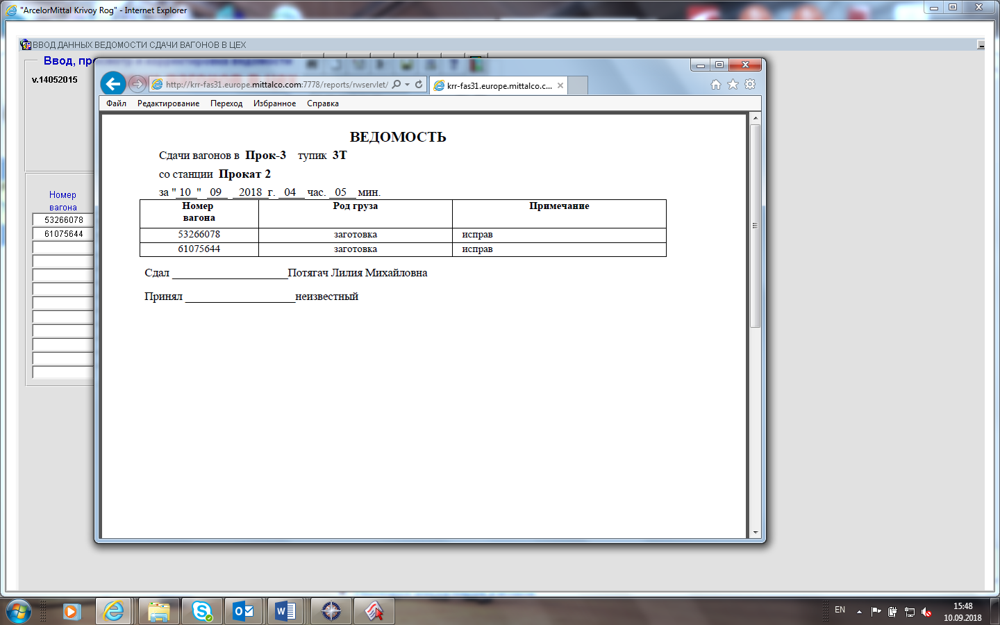 "ArcelorMittal Krivoy Rog" - Internet Explorer
ВВОД ДАННЫХ ВЕДОМОСТИ СДАЧИ ВАГОНОВ В ЦЕХ
Ввод,
v.14052015
http://krr-fas31.europe.mittalco.com:7778/reports/rwservlet/
krr-fas31.europe.mittalco.c...
Файл Редактирование Переход Избранное Справка
ВЕДОМОСТЬ
Сдачи вагонов в Прок-3 тупик 3Т
со станции Прокат 2
за "10" 09 2018 г. 04 час. 05 мин.
Номер вагона Род груза Примечание
53266078 заготовка исправ
61075644 заготовка исправ
Сдал ____________________Потягач Лилия Михайловна
Принял ___________________неизвестный
Номер
вагона
53266078
61075644
EN
15:48
10.09.2018